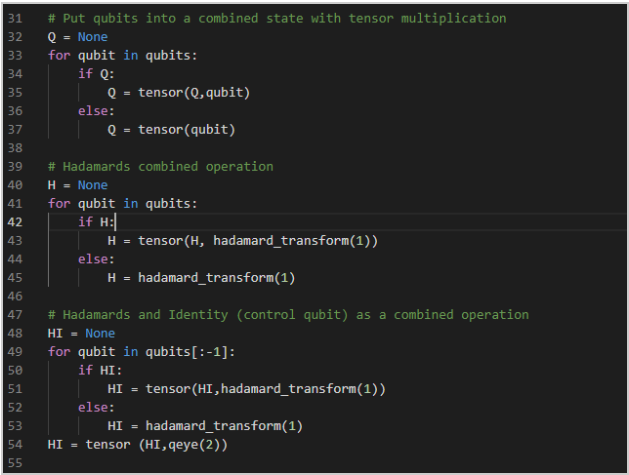 31 # Put qubits into a combined state with tensor multiplication
32 Q = None
33 for qubit in qubits:
34     if Q:
35         Q = tensor(Q,qubit)
36     else:
37         Q = tensor(qubit)
38
39 # Hadamards combined operation
40 H = None
41 for qubit in qubits:
42     if H:
43         H = tensor(H, hadamard_transform(1))
44     else:
45         H = hadamard_transform(1)
46
47 # Hadamards and Identity (control qubit) as a combined operation
48 HI = None
49 for qubit in qubits[:-1]:
50     if HI:
51         HI = tensor(HI,hadamard_transform(1))
52     else:
53         HI = hadamard_transform(1)
54 HI = tensor (HI,qeye(2))
55